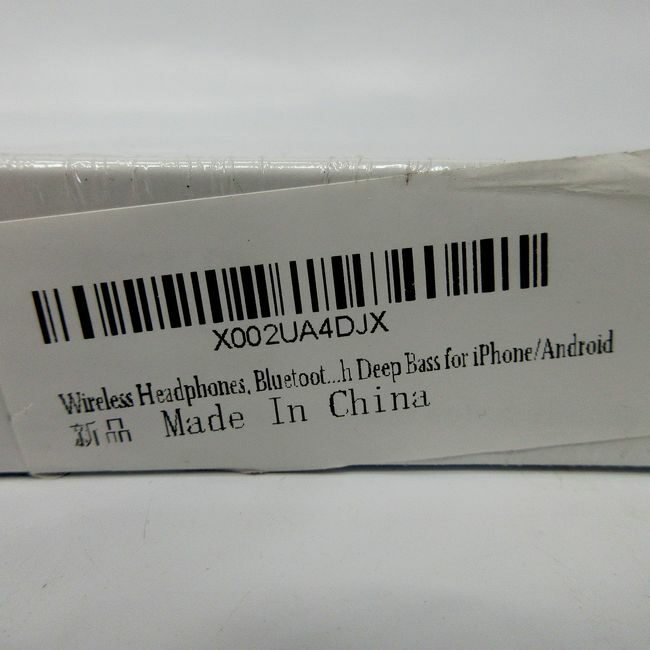 X002UA4DJX
Wireless Headphones, Bluetoot...h Deep Bass for iPhone/Android
新品 Made In China